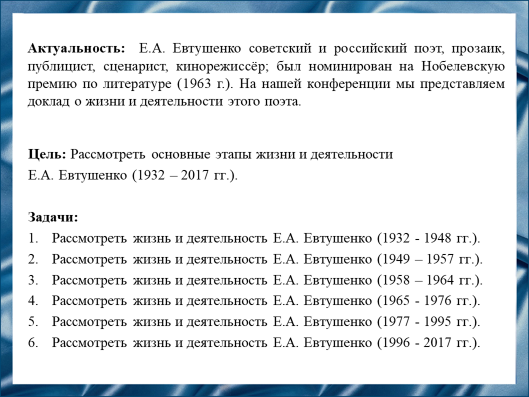 Актуальность: Е.А. Евтушенко советский и российский поэт, прозаик,
публицист, сценарист, кинорежиссёр; был номинирован на Нобелевскую
премию по литературе (1963 г.). На нашей конференции мы представляем
доклад о жизни и деятельности этого поэта.
Цель: Рассмотреть основные этапы жизни и деятельности
Е.А. Евтушенко (1932 – 2017 гг.).
Задачи:
1. Рассмотреть жизнь и деятельность Е.А. Евтушенко (1932 - 1948 гг.).
2. Рассмотреть жизнь и деятельность Е.А. Евтушенко (1949 – 1957 гг.).
3. Рассмотреть жизнь и деятельность Е.А. Евтушенко (1958 – 1964 гг.).
4. Рассмотреть жизнь и деятельность Е.А. Евтушенко (1965 - 1976 гг.).
5. Рассмотреть жизнь и деятельность Е.А. Евтушенко (1977 - 1995 гг.).
6. Рассмотреть жизнь и деятельность Е.А. Евтушенко (1996 - 2017 гг.).